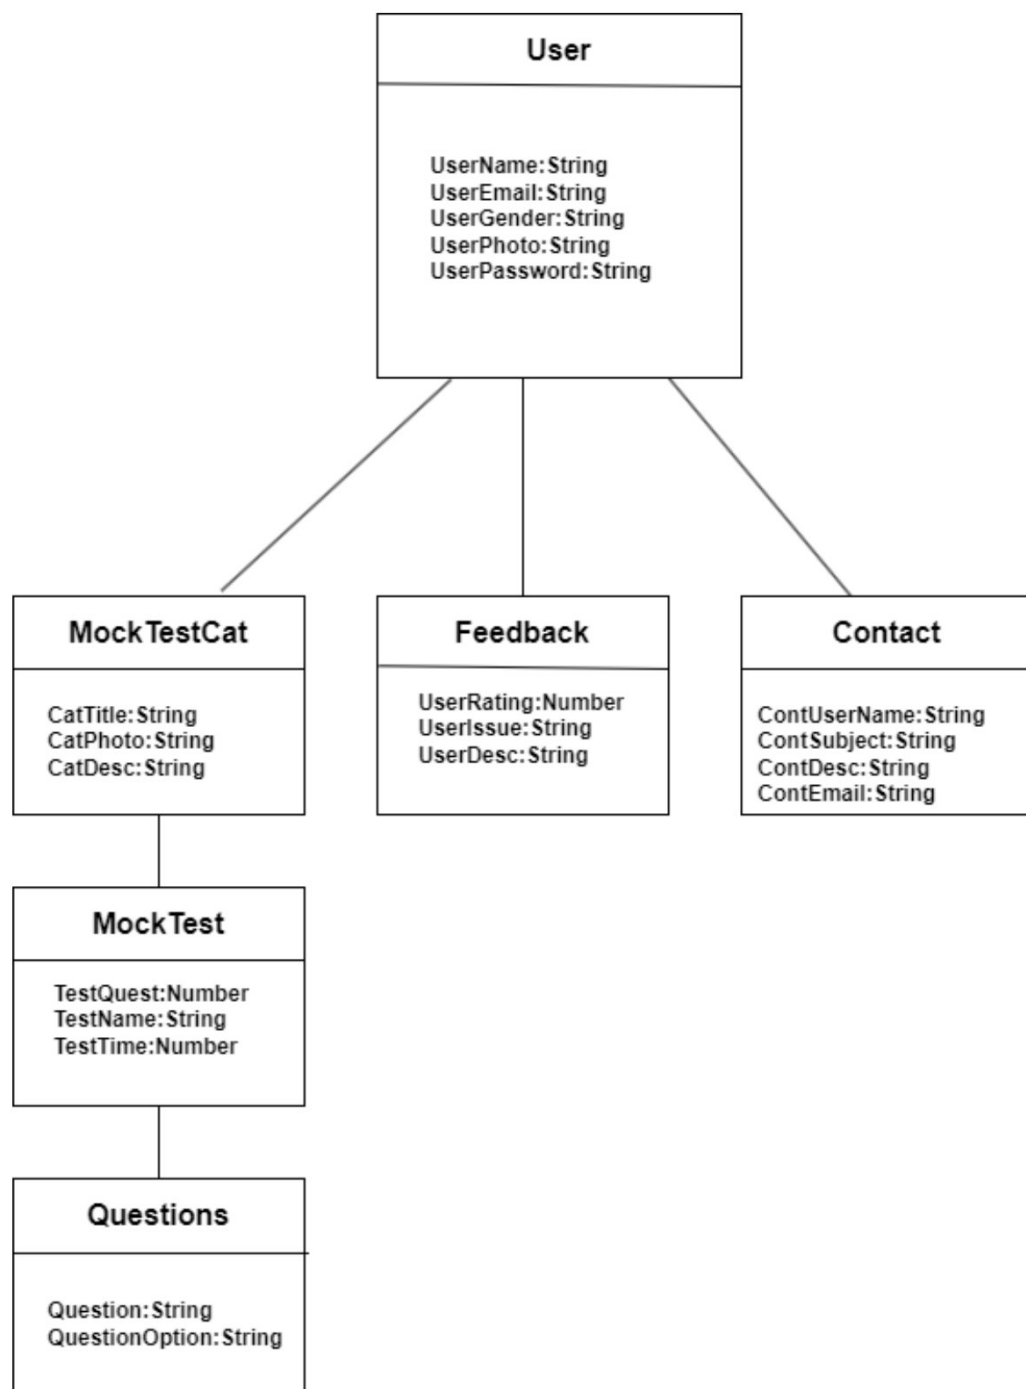 User
UserName:String
UserEmail:String
UserGender:String
UserPhoto:String
UserPassword:String
MockTestCat
CatTitle:String
CatPhoto:String
CatDesc:String
Feedback
UserRating:Number
UserIssue:String
UserDesc:String
Contact
ContUserName:String
ContSubject:String
ContDesc:String
ContEmail:String
MockTest
TestQuest:Number
TestName:String
TestTime:Number
Questions
Question:String
QuestionOption:String